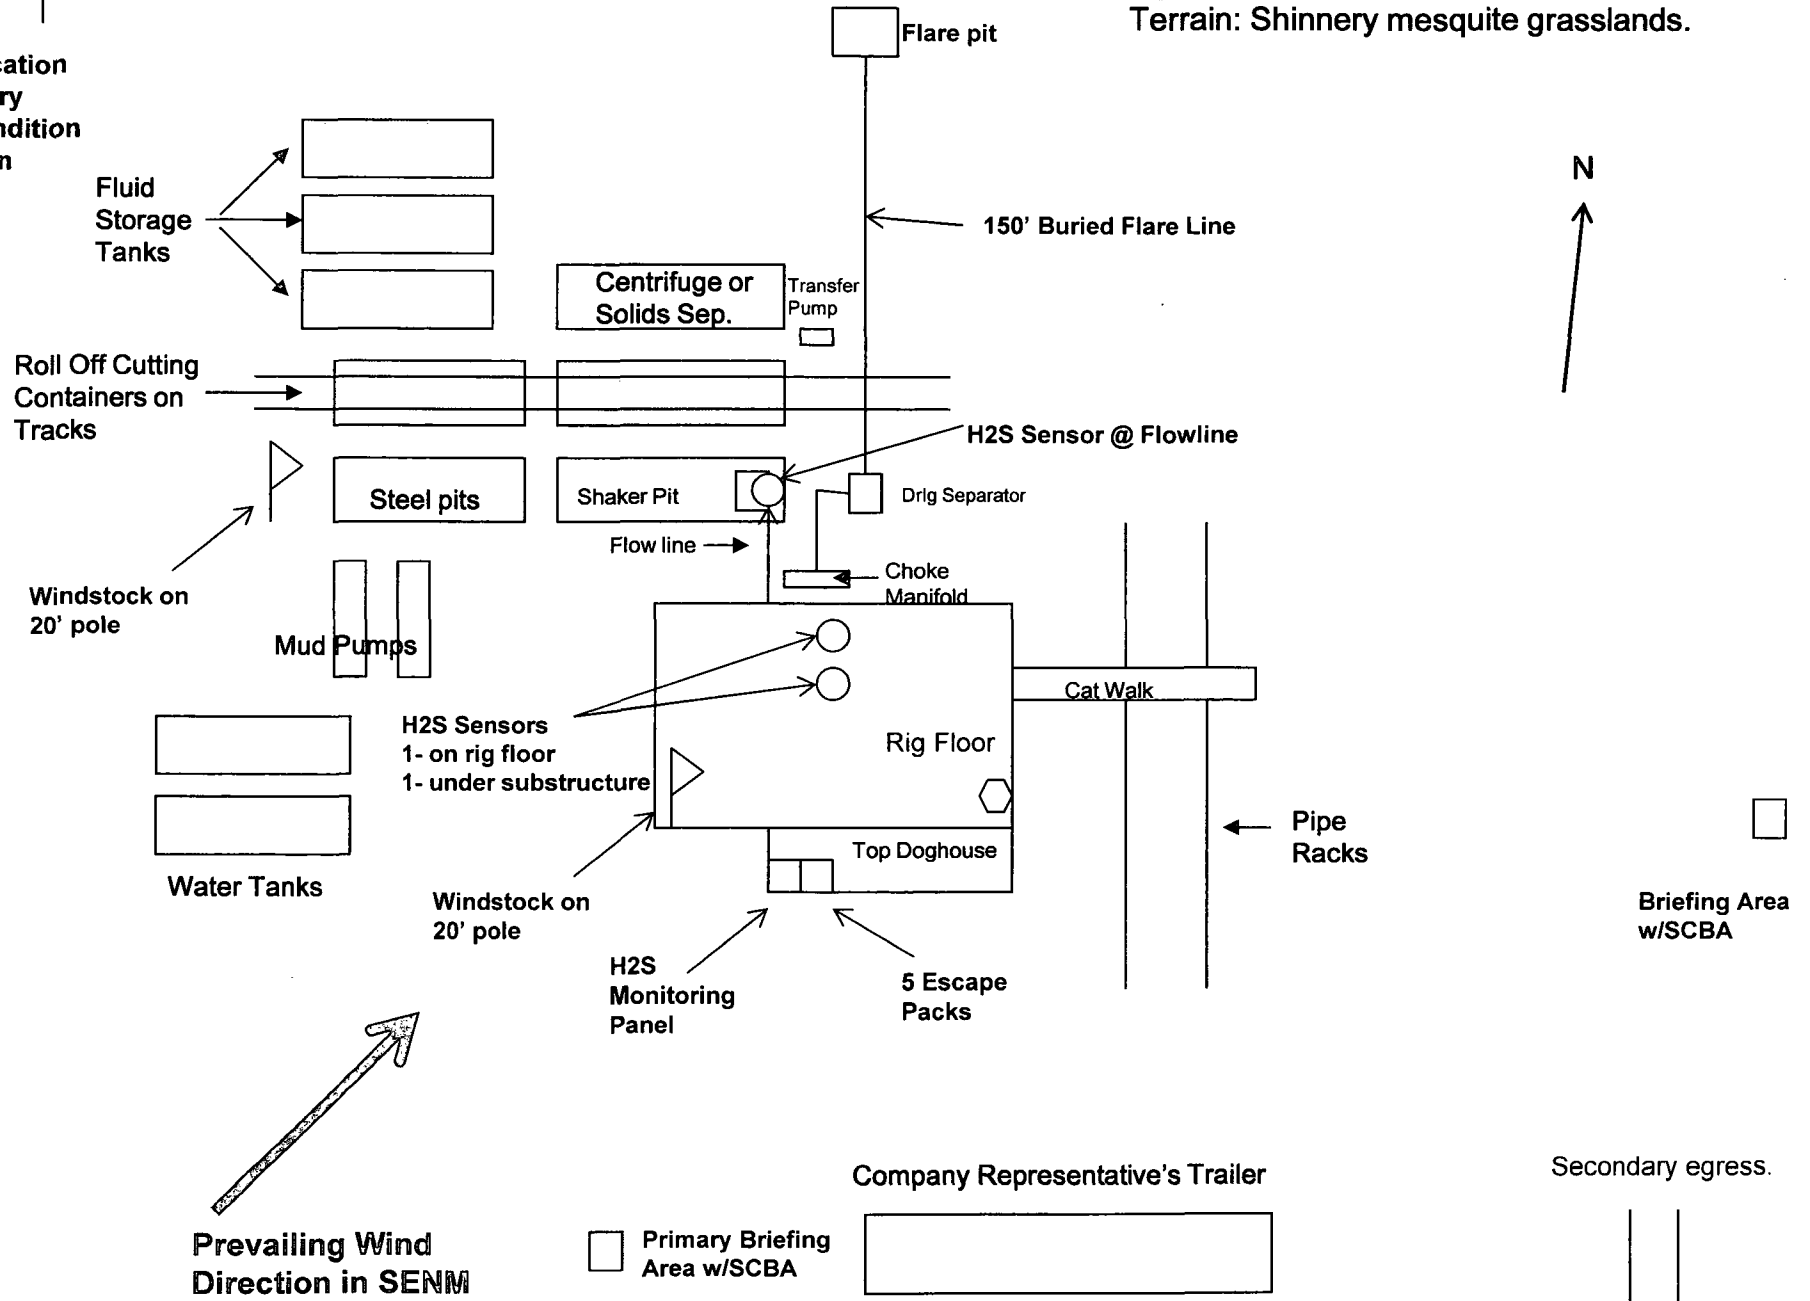 Flare pit
Terrain: Shinnery mesquite grasslands.
ation
ry
ndition
n
N
Fluid
Storage
Tanks
150' Buried Flare Line
Centrifuge or
Solids Sep.
Transfer
Pump
Roll Off Cutting
Containers on
Tracks
H2S Sensor @ Flowline
Steel pits
Shaker Pit
Drlg Separator
Flow line
Choke
Manifold
Windstock on
20' pole
Mud Pumps
Cat Walk
H2S Sensors
1- on rig floor
1- under substructure
Rig Floor
Pipe
Racks
Top Doghouse
Water Tanks
Windstock on
20' pole
Briefing Area
w/SCBA
H2S
Monitoring
Panel
5 Escape
Packs
Secondary egress.
Company Representative's Trailer
Prevailing Wind
Direction in SENM
Primary Briefing
Area w/SCBA